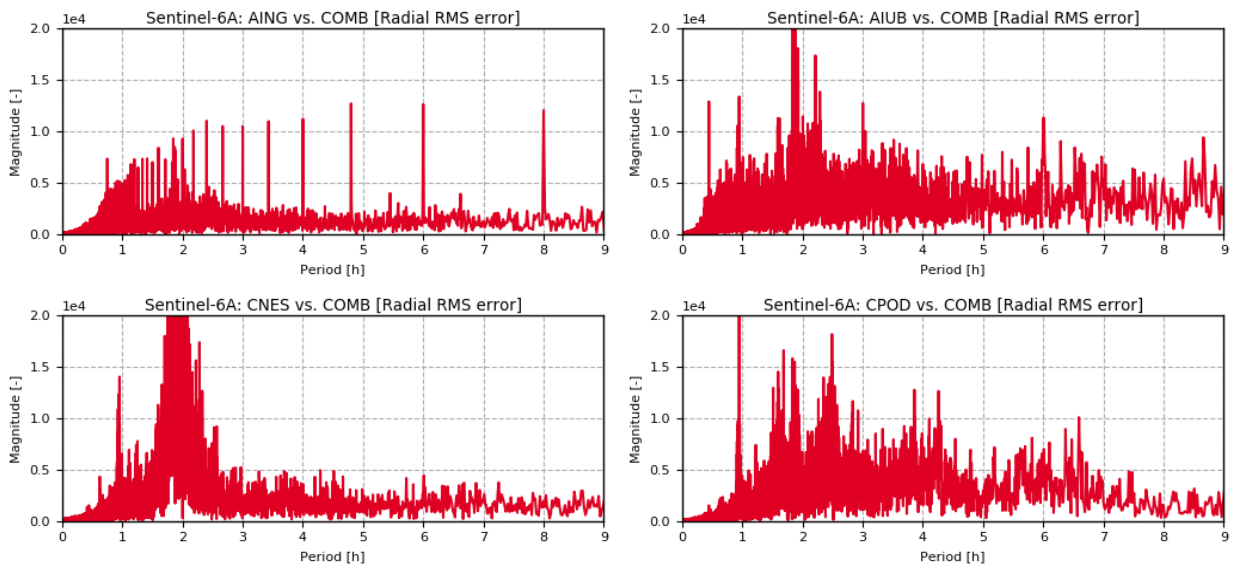 Sentinel-6A: AING vs. COMB [Radial RMS error]
1e4
2.0
1.5
1.0
0.5
0.0
Magnitude [-]
0 1 2 3 4 5 6 7 8 9
Period [h]
Sentinel-6A: AIUB vs. COMB [Radial RMS error]
1e4
2.0
1.5
1.0
0.5
0.0
Magnitude [-]
0 1 2 3 4 5 6 7 8 9
Period [h]
Sentinel-6A: CNES vs. COMB [Radial RMS error]
1e4
2.0
1.5
1.0
0.5
0.0
Magnitude [-]
0 1 2 3 4 5 6 7 8 9
Period [h]
Sentinel-6A: CPOD vs. COMB [Radial RMS error]
1e4
2.0
1.5
1.0
0.5
0.0
Magnitude [-]
0 1 2 3 4 5 6 7 8 9
Period [h]